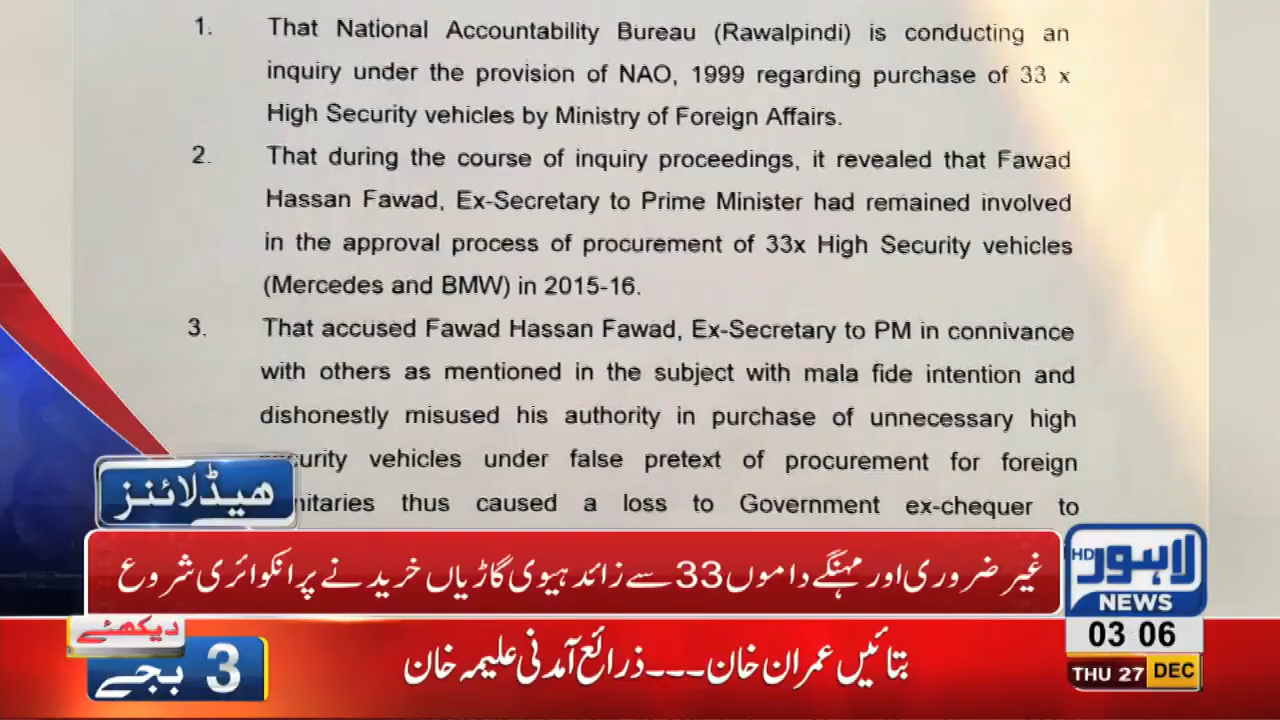 1. That National Accountability Bureau (Rawalpindi) is conducting an
inquiry under the provision of NAO, 1999 regarding purchase of 33 x
High Security vehicles by Ministry of Foreign Affairs.
2. That during the course of inquiry proceedings, it revealed that Fawad
Hassan Fawad, Ex-Secretary to Prime Minister had remained involved
in the approval process of procurement of 33x High Security vehicles
(Mercedes and BMW) in 2015-16.
3. That accused Fawad Hassan Fawad, Ex-Secretary to PM in connivance
with others as mentioned in the subject with mala fide intention and
dishonestly misused his authority in purchase of unnecessary high
vehicles under false pretext of procurement for foreign
thus caused a loss to Government ex-chequer to
ھیڈلائنز
غیر ضروری اور مہنگے داموں 33 سے زائد ہیوی گاڑیاں خریدنے پر انکوائری شروع
لاہور HD
NEWS
03 06
THU 27 DEC
دیکھئے
3 بجے
بتائیں عمران خان۔۔۔ذرائع آمدنی علیمہ خان